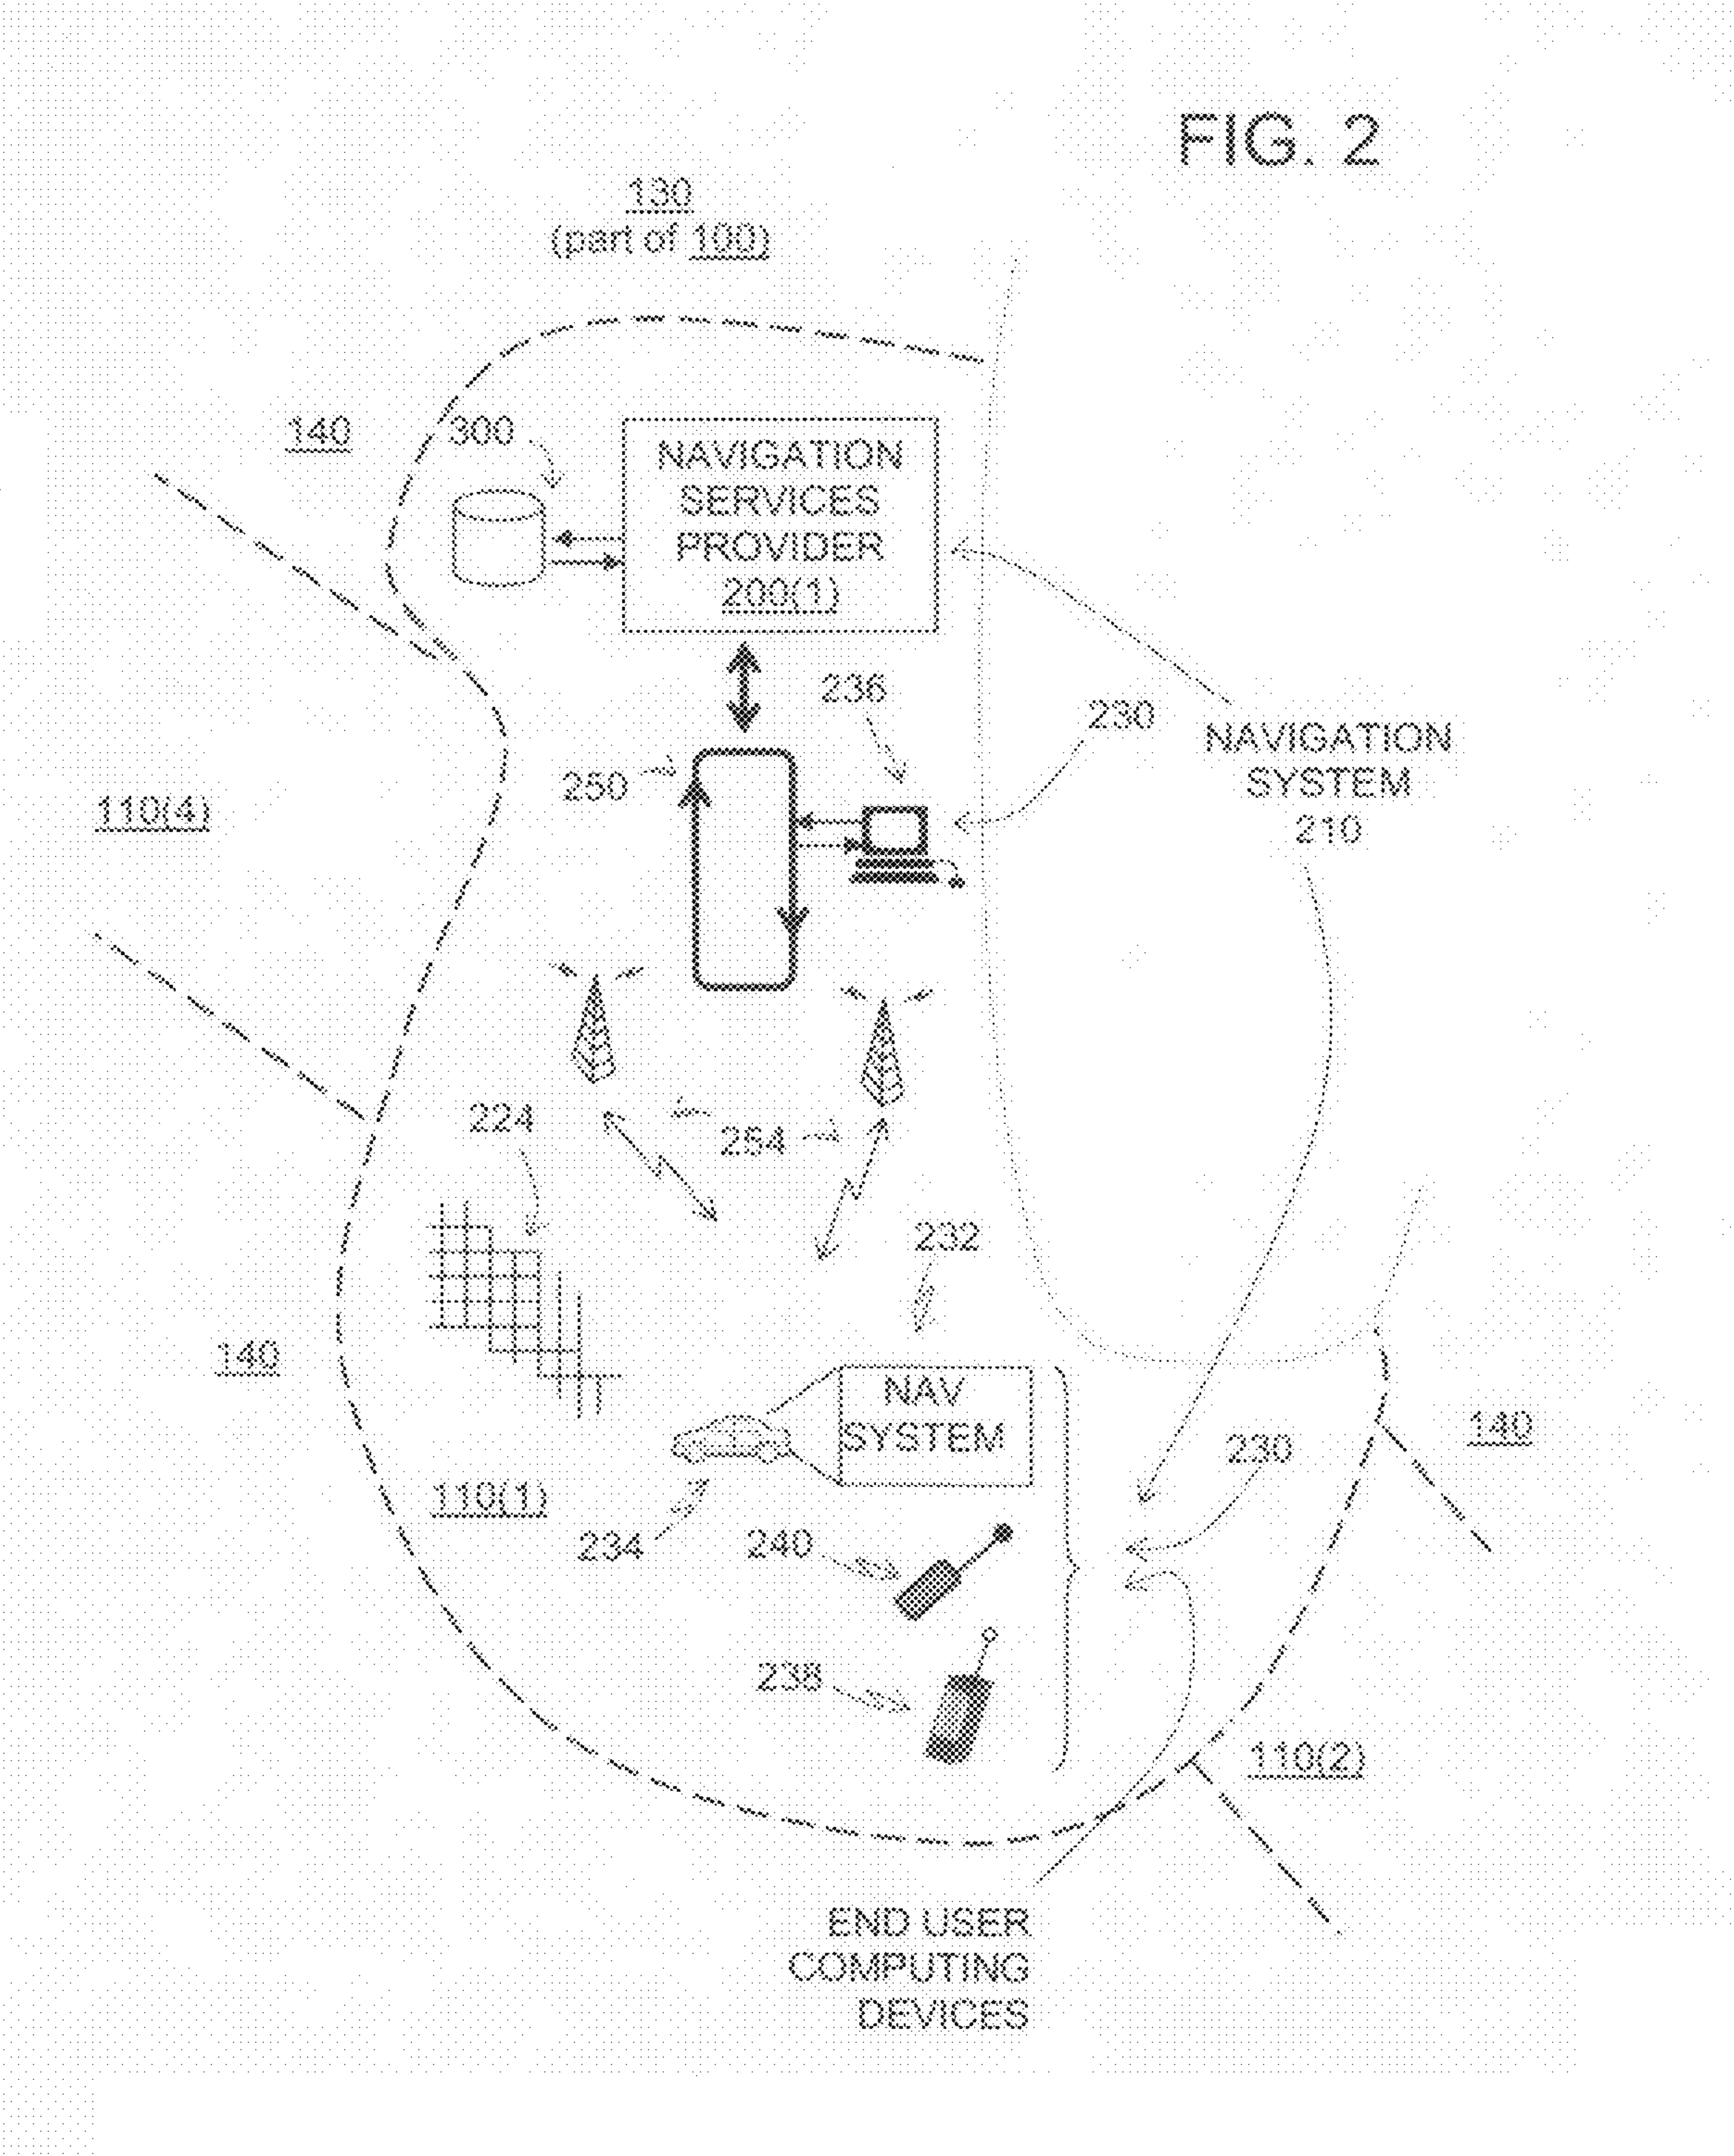 FIG. 2
130
(part of 100)
140
300
NAVIGATION
SERVICES
PROVIDER
200(1)
236
230
NAVIGATION
SYSTEM
210
250
110(4)
224
254
232
140
NAV
SYSTEM
140
230
110(1)
234
240
238
110(2)
END USER
COMPUTING
DEVICES